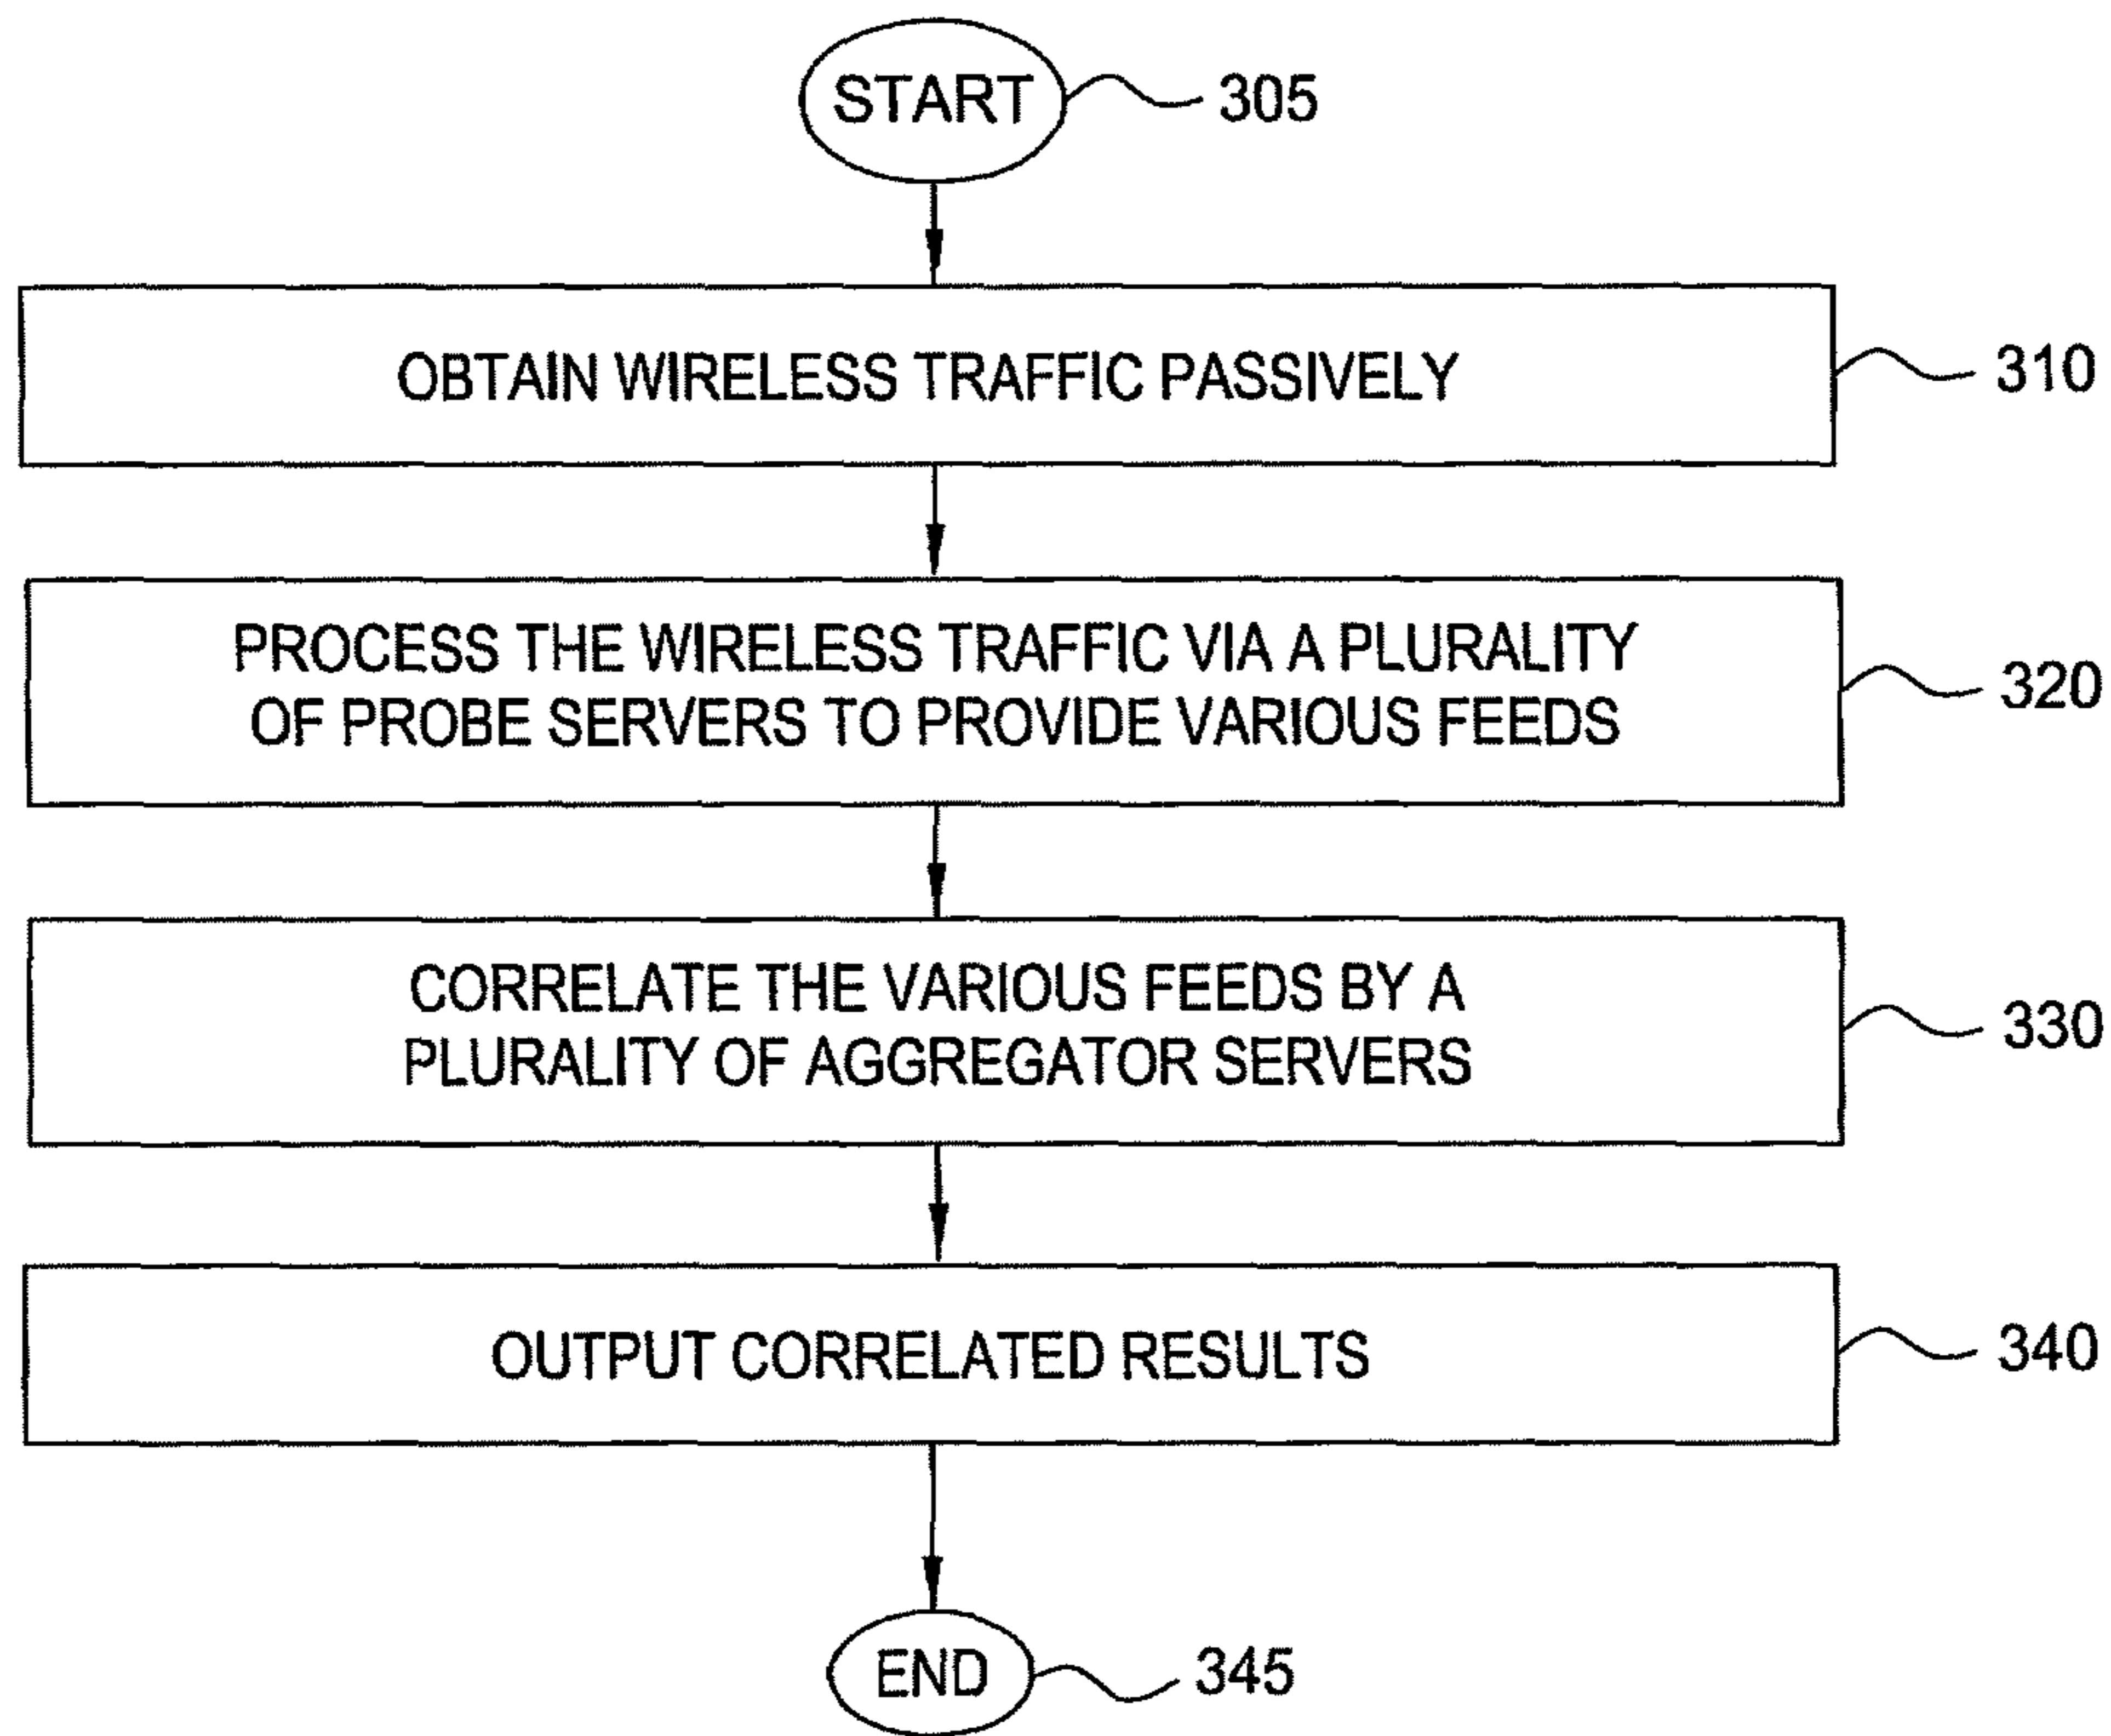 START
305
OBTAIN WIRELESS TRAFFIC PASSIVELY
310
PROCESS THE WIRELESS TRAFFIC VIA A PLURALITY
OF PROBE SERVERS TO PROVIDE VARIOUS FEEDS
320
CORRELATE THE VARIOUS FEEDS BY A
PLURALITY OF AGGREGATOR SERVERS
330
OUTPUT CORRELATED RESULTS
340
END
345